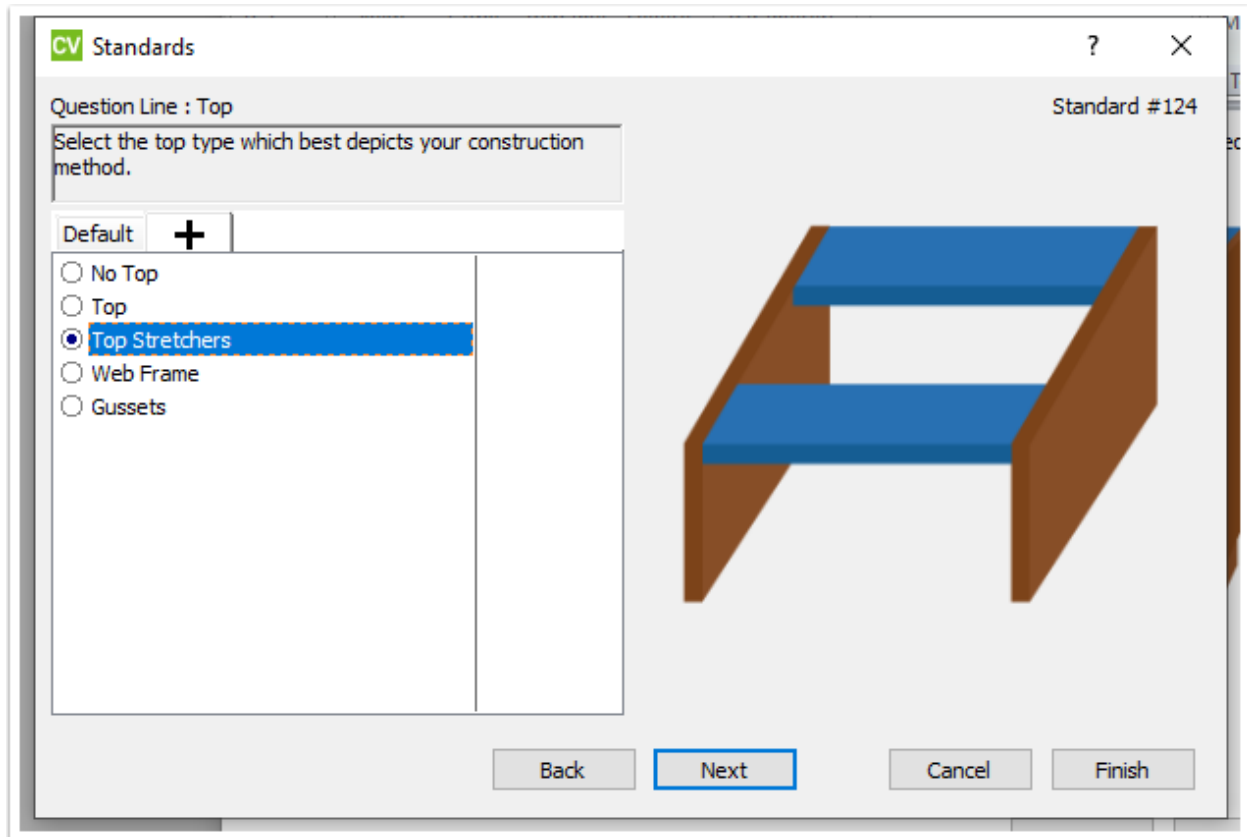 CV Standards ?
Question Line : Top
Standard #124
Select the top type which best depicts your construction
method.
Default +
No Top
Top
Top Stretchers
Web Frame
Gussets
Back Next Cancel Finish